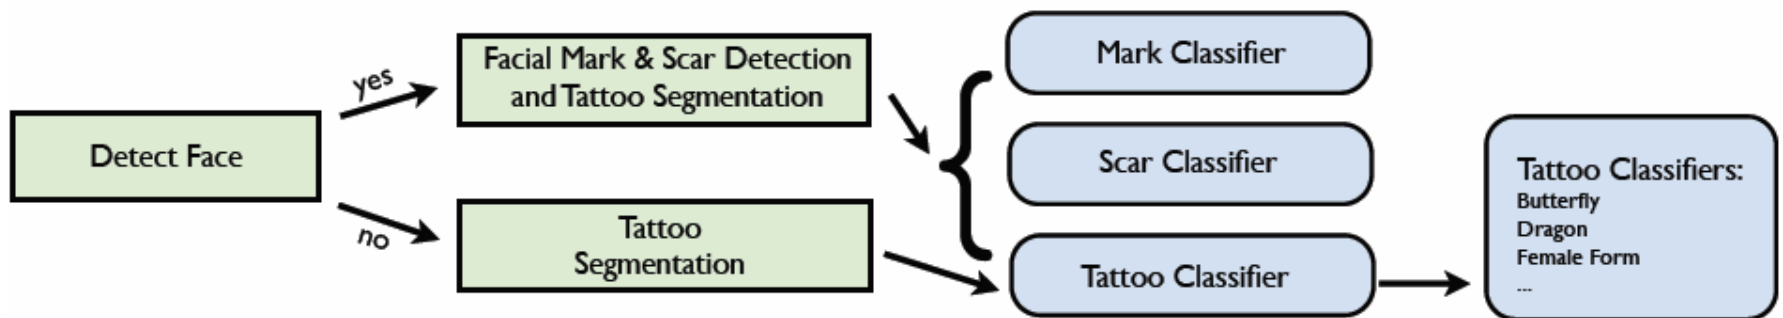 Detect Face
yes
no
Facial Mark & Scar Detection
and Tattoo Segmentation
Tattoo
Segmentation
Mark Classifier
Scar Classifier
Tattoo Classifier
Tattoo Classifiers:
Butterfly
Dragon
Female Form
...